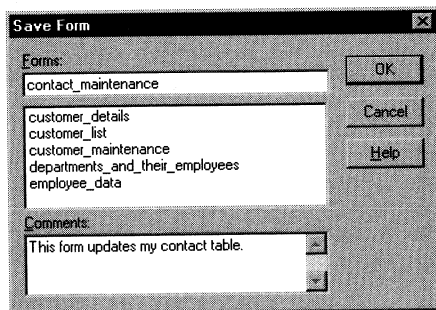 Save Form
Forms:
contact_maintenance
OK
customer_details
customer_list
customer_maintenance
departments_and_their_employees
employee_data
Cancel
Help
Comments:
This form updates my contact table.